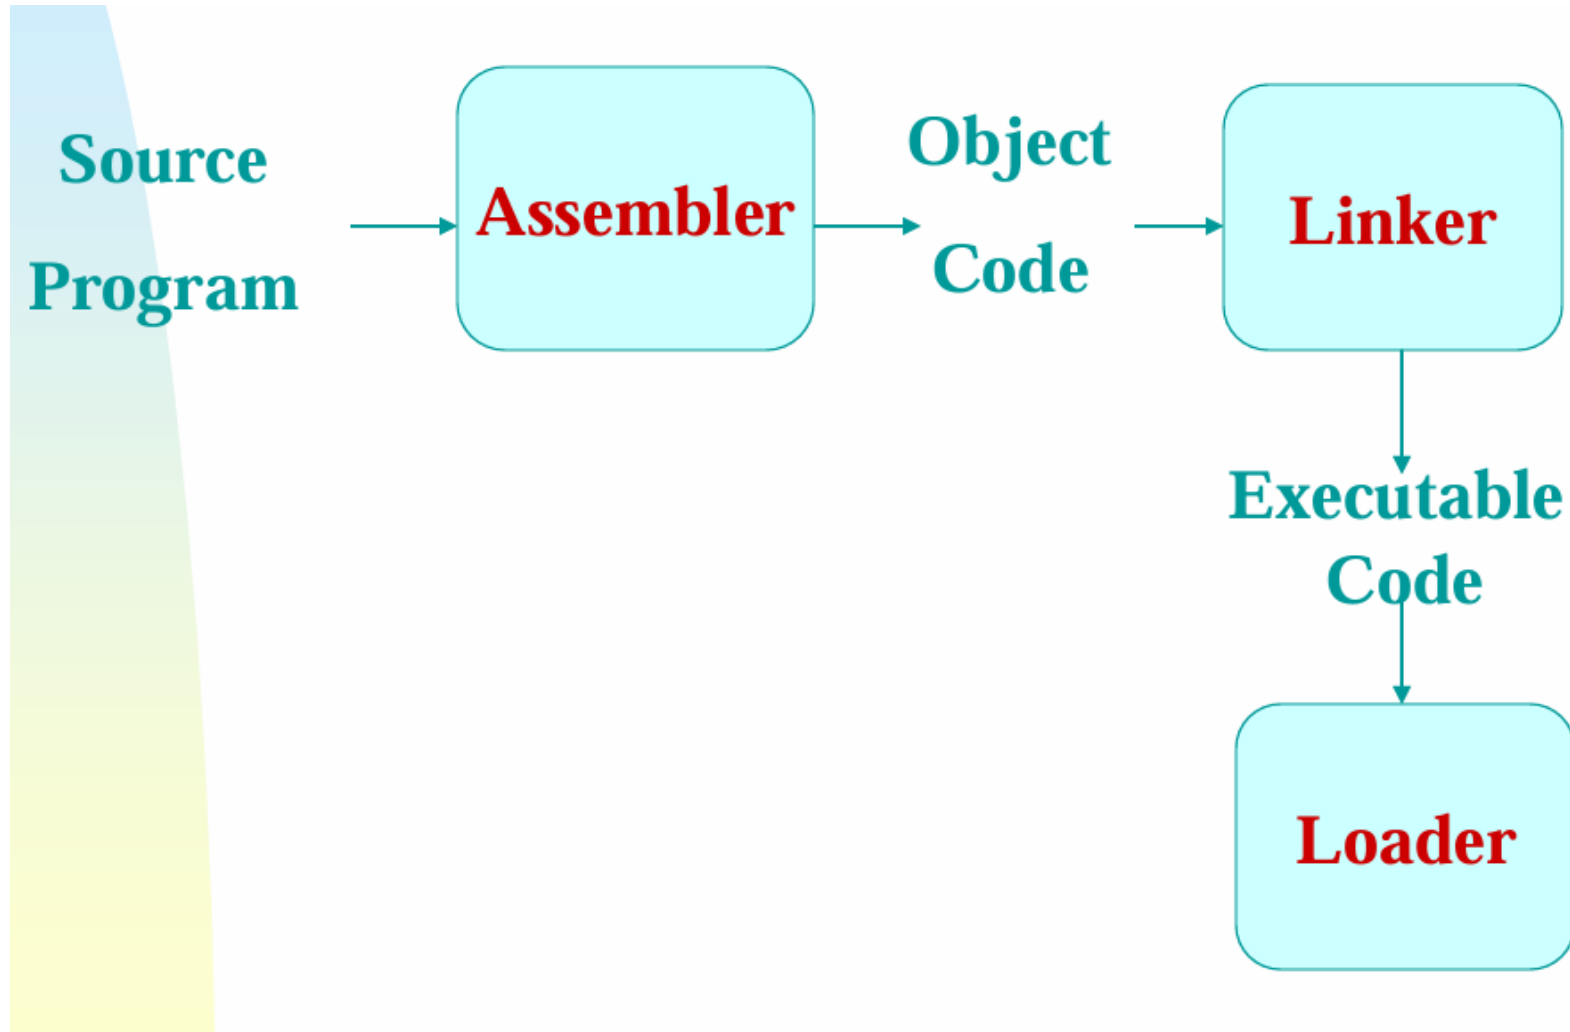 Source
Program
Assembler
Object
Code
Linker
Executable
Code
Loader